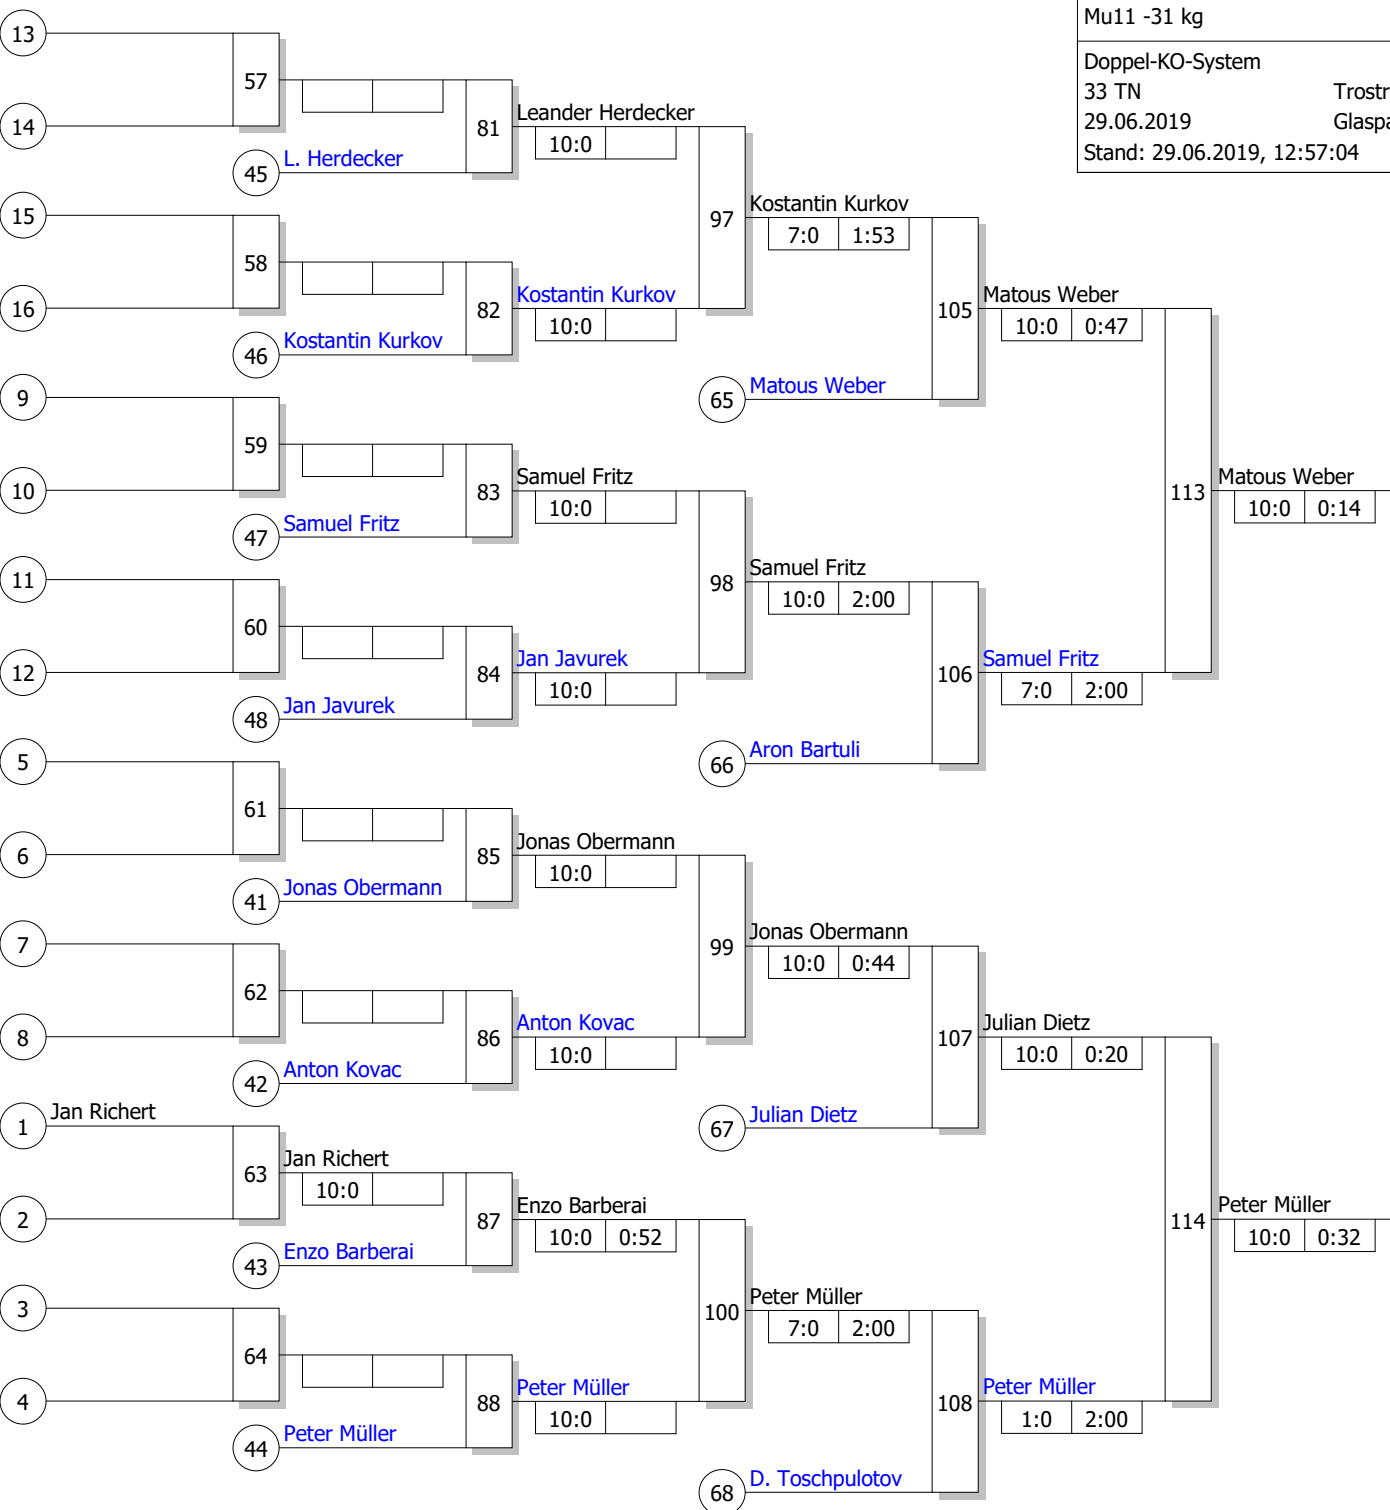 Mu11 -31 kg
Doppel-KO-System
33 TN
29.06.2019
Stand: 29.06.2019, 12:57:04
13
57
14
81
Leander Herdecker
10:0
45
L. Herdecker
97
Kostantin Kurkov
7:0 1:53
15
58
16
82
Kostantin Kurkov
10:0
46
Kostantin Kurkov
105
Matous Weber
10:0 0:47
65
Matous Weber
9
59
10
83
Samuel Fritz
10:0
47
Samuel Fritz
113
Matous Weber
10:0 0:14
11
60
12
98
Samuel Fritz
10:0 2:00
84
Jan Javurek
10:0
48
Jan Javurek
106
Samuel Fritz
7:0 2:00
66
Aron Bartuli
5
61
6
85
Jonas Obermann
10:0
41
Jonas Obermann
99
Jonas Obermann
10:0 0:44
7
62
8
86
Anton Kovac
10:0
42
Anton Kovac
107
Julian Dietz
10:0 0:20
67
Julian Dietz
1
Jan Richert
63
Jan Richert
10:0
2
87
Enzo Barberai
10:0 0:52
43
Enzo Barberai
114
Peter Müller
10:0 0:32
3
64
4
100
Peter Müller
7:0 2:00
88
Peter Müller
10:0
44
Peter Müller
108
Peter Müller
1:0 2:00
68
D. Toschpulotov